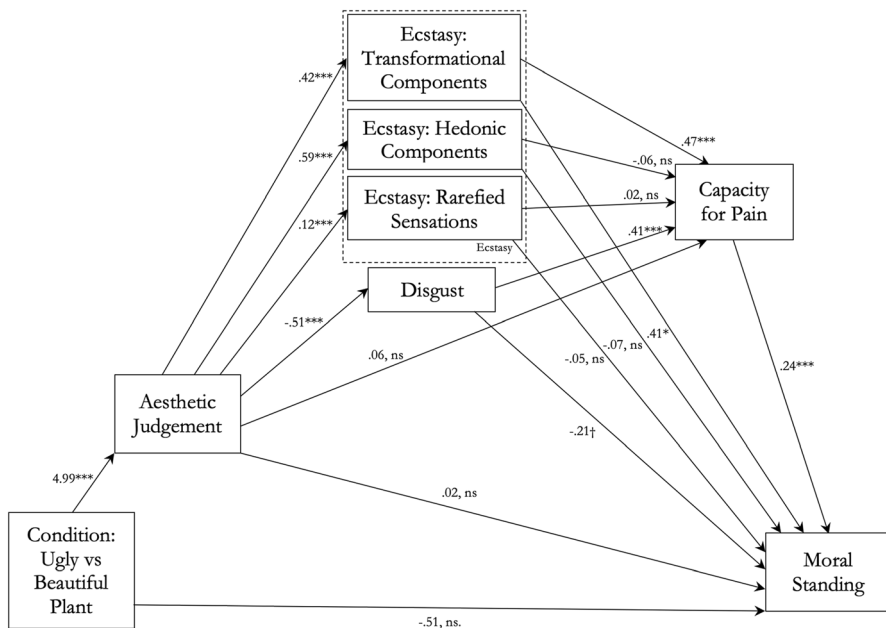 Ecstasy:
Transformational
Components
.42***
.47***
Ecstasy: Hedonic
Components
.59***
-.06, ns
Capacity
for Pain
Ecstasy: Rarefied
Sensations
.12***
.02, ns
.41***
Ecstasy
Disgust
-.51***
.06, ns
-.05, ns
-.07, ns
.41*
.24***
Aesthetic
Judgement
-.21†
4.99***
.02, ns
Condition:
Ugly vs
Beautiful
Plant
Moral
Standing
-.51, ns.